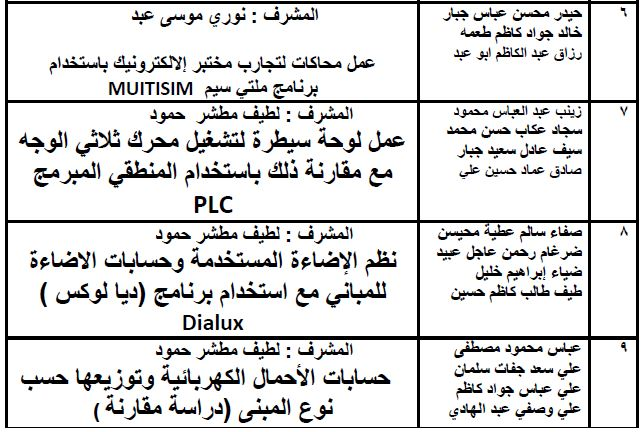 ٦
حيدر محسن عباس جبار
خالد جواد كاظم طعمه
رزاق عبد الكاظم ابو عبد
المشرف : نوري موسى عبد
عمل محاكات لتجارب مختبر إلالكترونيك باستخدام
برنامج ملتي سيم MUITISIM
٧
زينب عبد العباس محمود
سجاد عكاب حسن محمد
سيف عادل سعيد جبار
صادق عماد حسين علي
المشرف : لطيف مطشر حمود
عمل لوحة سيطرة لتشغيل محرك ثلاثي الوجه
مع مقارنة ذلك باستخدام المنطقي المبرمج
PLC
٨
صفاء سالم عطية محيسن
ضرغام رحمن عاجل عبيد
ضياء إبراهيم خليل
طيف طالب كاظم حسين
المشرف : لطيف مطشر حمود
نظم الإضاءة المستخدمة وحسابات الاضاءة
للمباني مع استخدام برنامج (ديا لوكس )
Dialux
٩
عباس محمود مصطفى
علي سعد جفات سلمان
علي عباس جواد كاظم
علي وصفي عبد الهادي
المشرف : لطيف مطشر حمود
حسابات الأحمال الكهربائية وتوزيعها حسب
نوع المبنى (دراسة مقارنة )